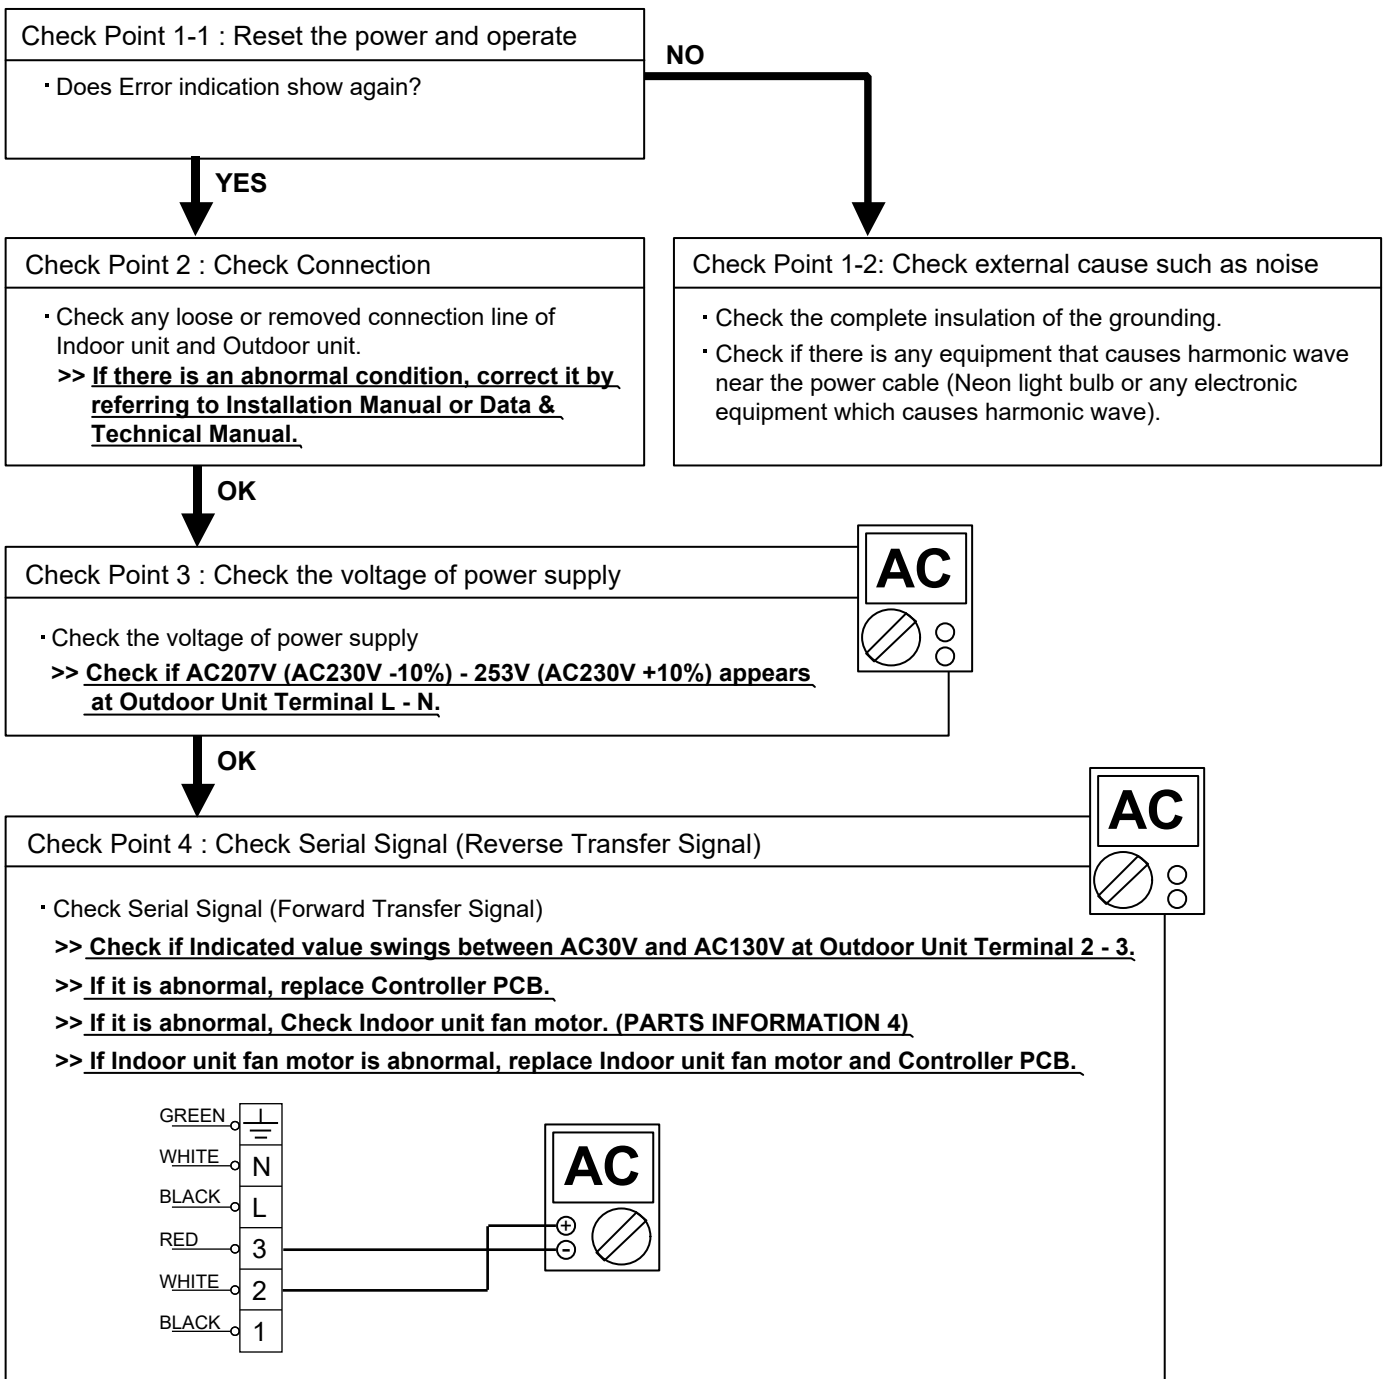 Check Point 1-1 : Reset the power and operate
· Does Error indication show again?
NO
YES
Check Point 2 : Check Connection
· Check any loose or removed connection line of
Indoor unit and Outdoor unit.
>> If there is an abnormal condition, correct it by
referring to Installation Manual or Data &
Technical Manual.
Check Point 1-2: Check external cause such as noise
· Check the complete insulation of the grounding.
· Check if there is any equipment that causes harmonic wave
near the power cable (Neon light bulb or any electronic
equipment which causes harmonic wave).
OK
AC
Check Point 3 : Check the voltage of power supply
· Check the voltage of power supply
>> Check if AC207V (AC230V -10%) - 253V (AC230V +10%) appears
at Outdoor Unit Terminal L - N.
OK
AC
Check Point 4 : Check Serial Signal (Reverse Transfer Signal)
· Check Serial Signal (Forward Transfer Signal)
>> Check if Indicated value swings between AC30V and AC130V at Outdoor Unit Terminal 2 - 3.
>> If it is abnormal, replace Controller PCB.
>> If it is abnormal, Check Indoor unit fan motor. (PARTS INFORMATION 4)
>> If Indoor unit fan motor is abnormal, replace Indoor unit fan motor and Controller PCB.
GREEN
WHITE N
BLACK L
RED 3
WHITE 2
BLACK 1
AC
+
-